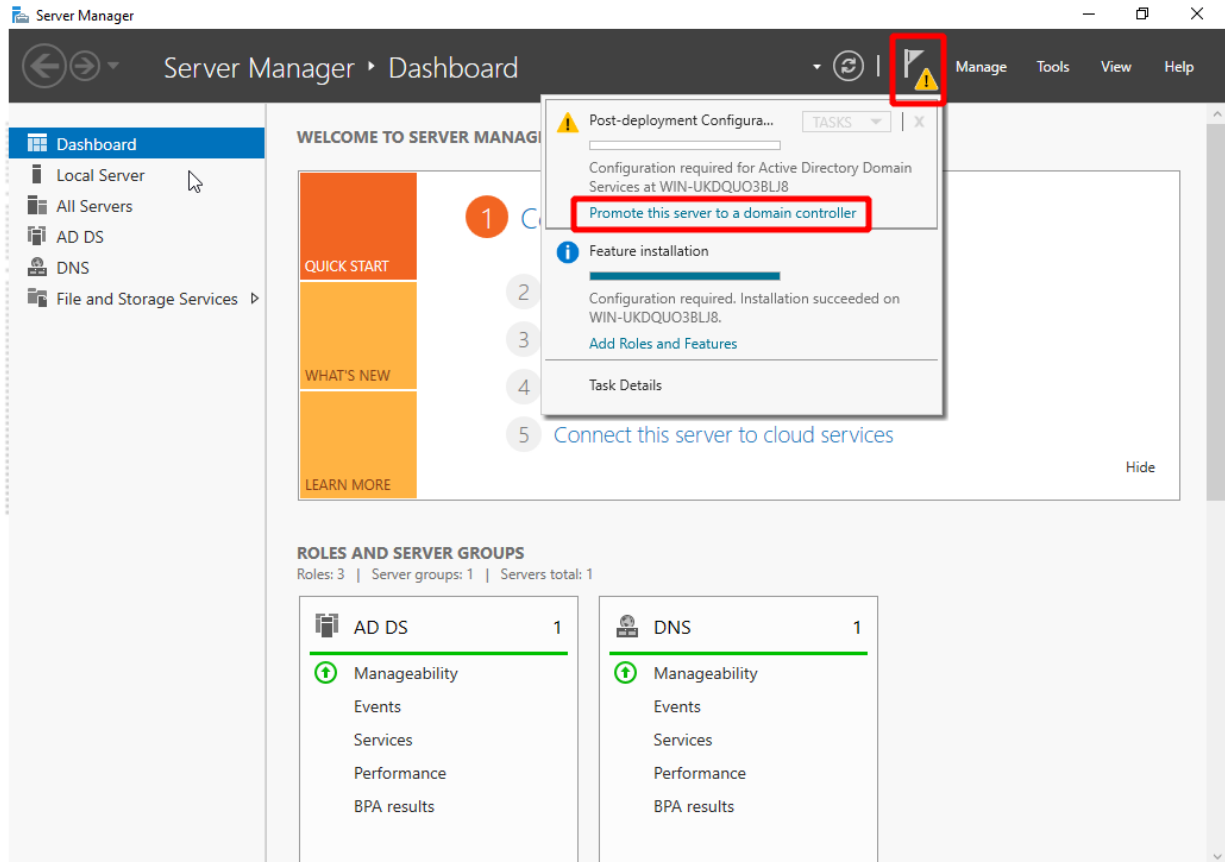 Server Manager
Server Manager ‣ Dashboard
Manage Tools View Help
Dashboard
Local Server
All Servers
AD DS
DNS
File and Storage Services
WELCOME TO SERVER MANAG
QUICK START
WHAT'S NEW
LEARN MORE
1
2
3
4
5 Connect this server to cloud services
Hide
Post-deployment Configura... TASKS X
Configuration required for Active Directory Domain
Services at WIN-UKDQUO3BLJ8
Promote this server to a domain controller
Feature installation
Configuration required. Installation succeeded on
WIN-UKDQUO3BLJ8.
Add Roles and Features
Task Details
ROLES AND SERVER GROUPS
Roles: 3 | Server groups: 1 | Servers total: 1
AD DS 1
Manageability
Events
Services
Performance
BPA results
DNS 1
Manageability
Events
Services
Performance
BPA results